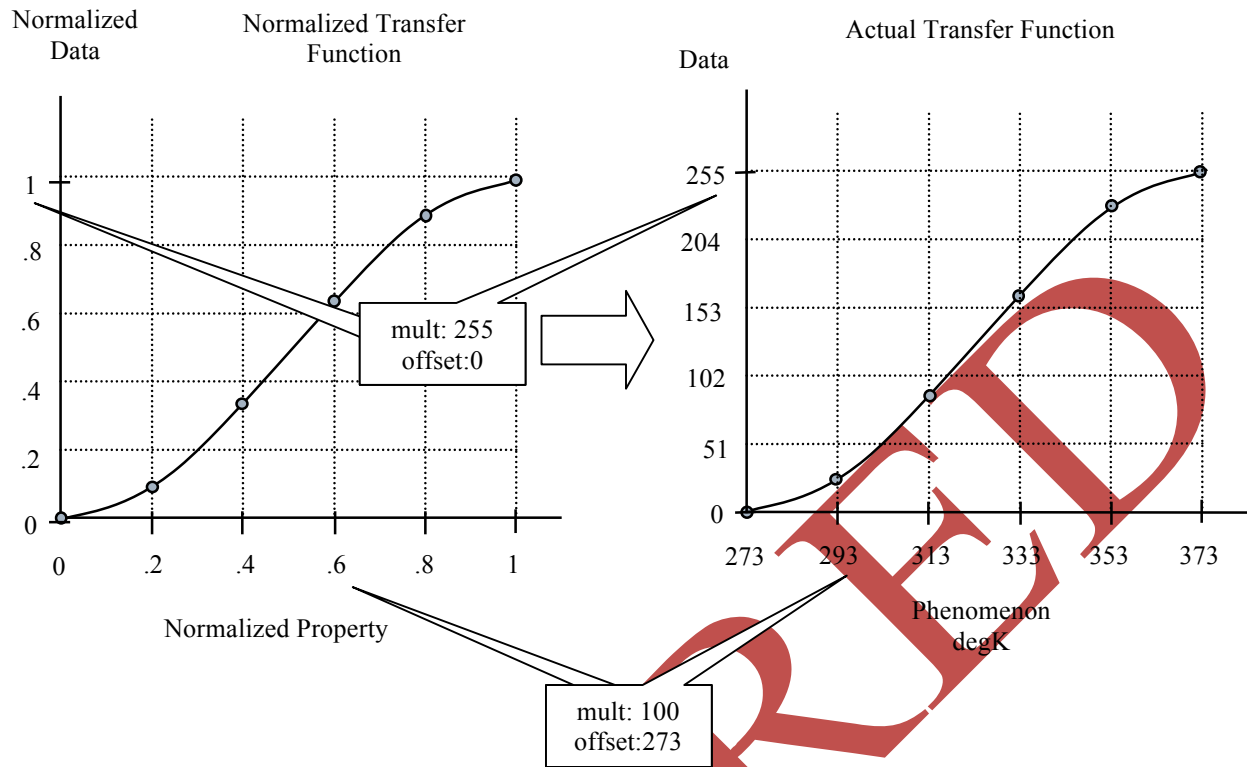 Normalized
Data
Normalized Transfer
Function
1
.8
.6
.4
.2
0
0 .2 .4 .6 .8 1
Normalized Property
mult: 255
offset:0
Actual Transfer Function
Data
255
204
153
102
51
0
273 293 313 333 353 373
Phenomenon
degK
mult: 100
offset:273
RED